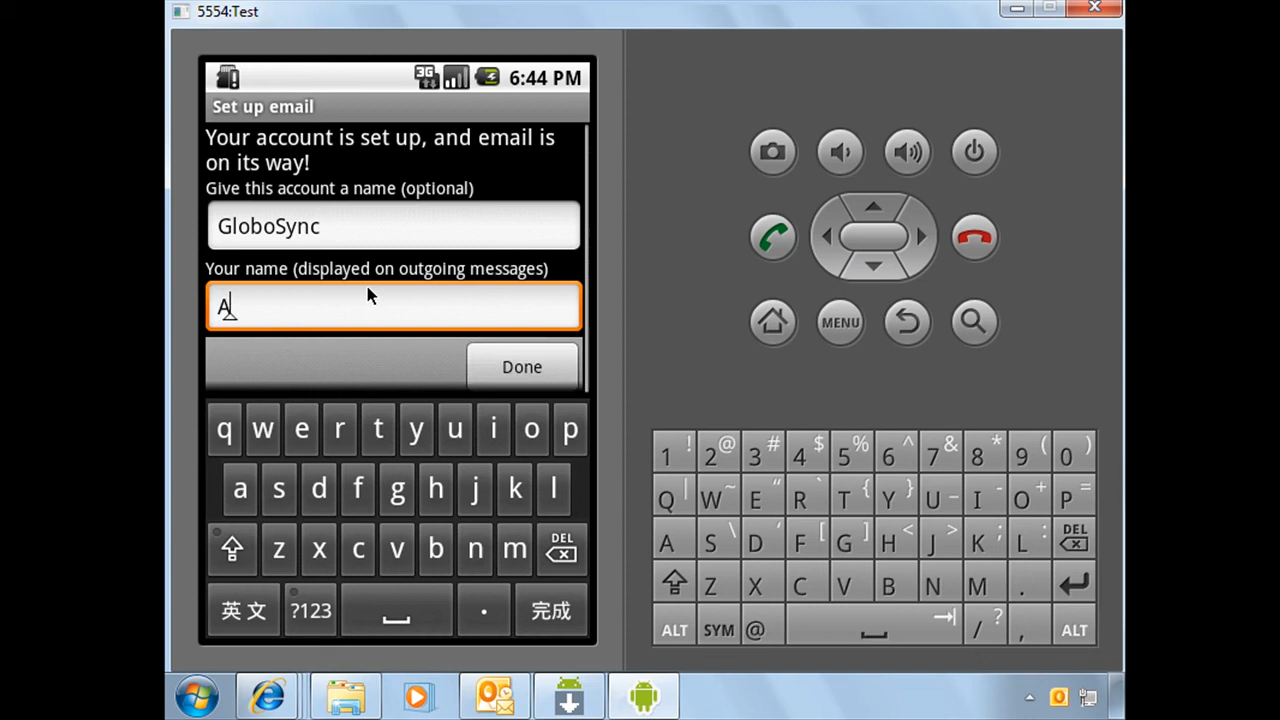 5554:Test
3G 6:44 PM
Set up email
Your account is set up, and email is
on its way!
Give this account a name (optional)
GloboSync
Your name (displayed on outgoing messages)
A
Done
q w e r t y u i o p
a s d f g h j k l
z x c v b n m DEL
英文 ?123 . 完成
MENU
1 ! 2 @ 3 # 4 $ 5 % 6 ^ 7 & 8 * 9 ( 0 )
Q | W ~ E " R ` T { Y } U _ I - O + P =
A S \ D ' F [ G ] H < J > K ; L : DEL
Z X C V B N M .
ALT SYM @ / ? , ALT